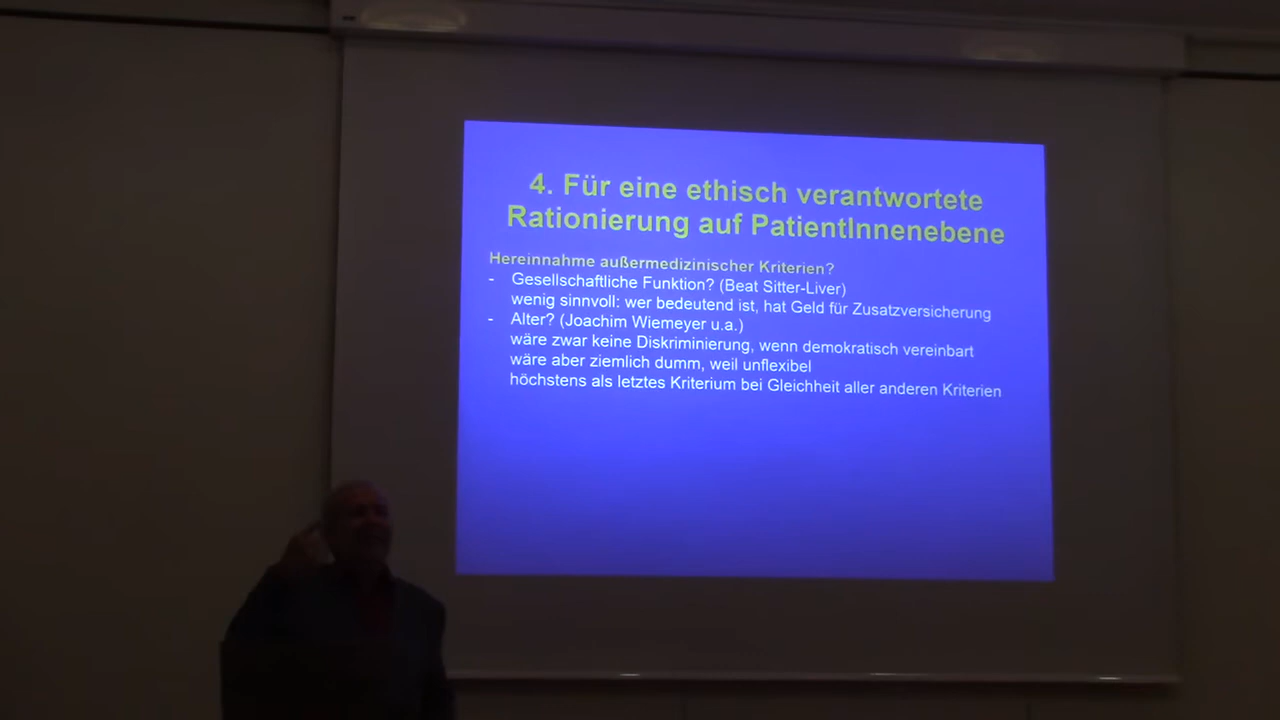 4. Für eine ethisch verantwortete
Rationierung auf PatientInnenebene
Hereinnahme außermedizinischer Kriterien?
- Gesellschaftliche Funktion? (Beat Sitter-Liver)
wenig sinnvoll: wer bedeutend ist, hat Geld für Zusatzversicherung
- Alter? (Joachim Wiemeyer u.a.)
wäre zwar keine Diskriminierung, wenn demokratisch vereinbart
wäre aber ziemlich dumm, weil unflexibel
höchstens als letztes Kriterium bei Gleichheit aller anderen Kriterien